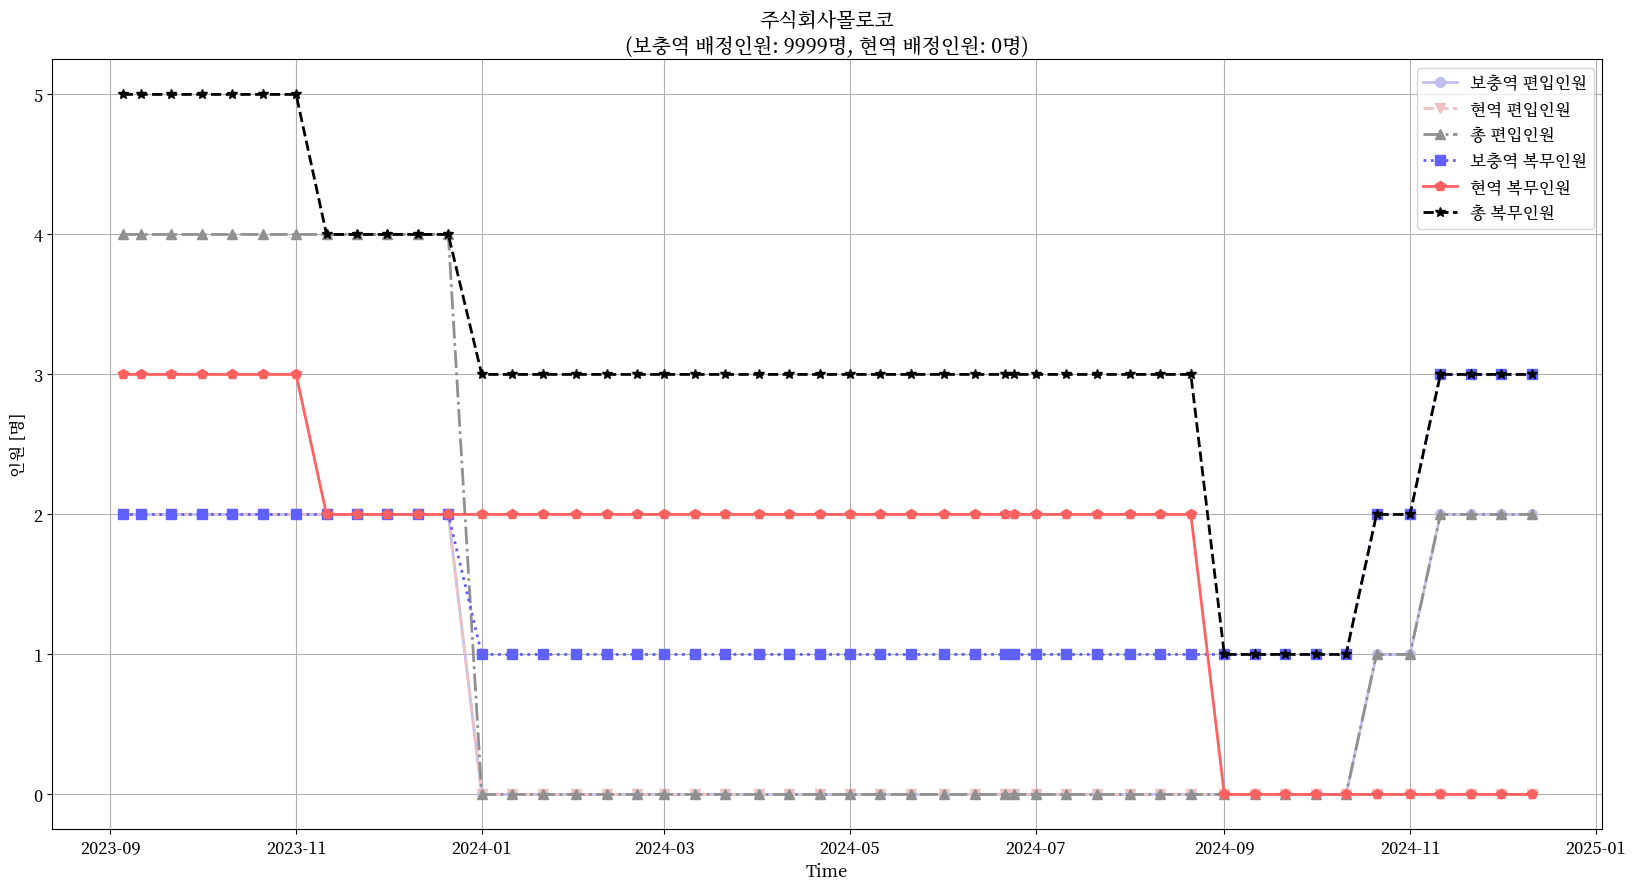 주식회사몰로코
(보충역 배정인원: 9999명, 현역 배정인원: 0명)
보충역 편입인원
현역 편입인원
총 편입인원
보충역 복무인원
현역 복무인원
총 복무인원
인원 [명]
5
4
3
2
1
0
2023-09
2023-11
2024-01
2024-03
2024-05
2024-07
2024-09
2024-11
2025-01
Time